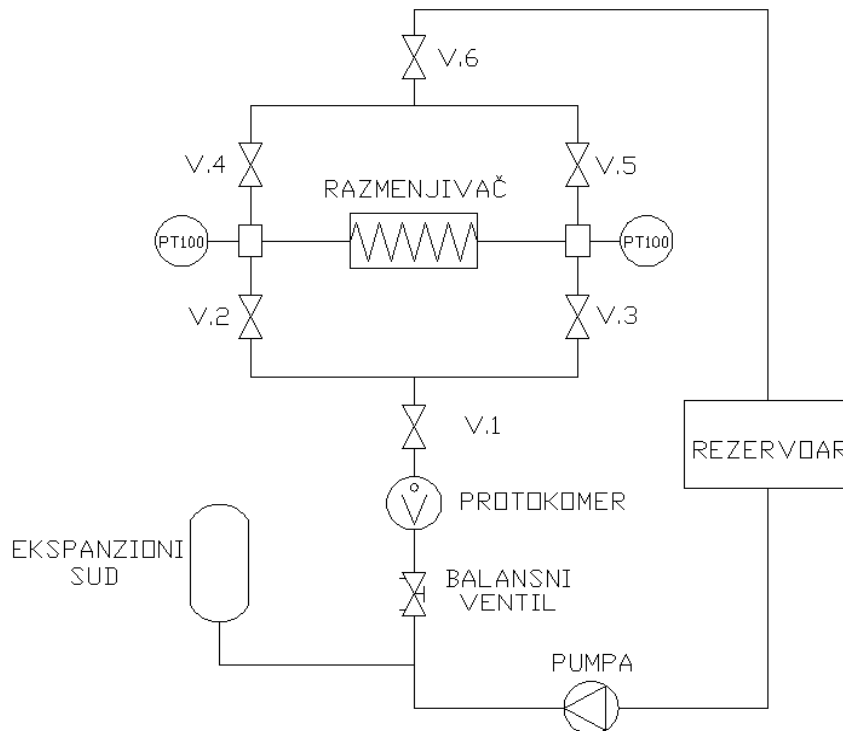 V.6
V.4
V.5
RAZMENJIVAČ
PT100
PT100
V.2
V.3
V.1
REZERVOAR
PROTOKOMER
V
EKSPANZIONI
SUD
BALANSNI
VENTIL
PUMPA